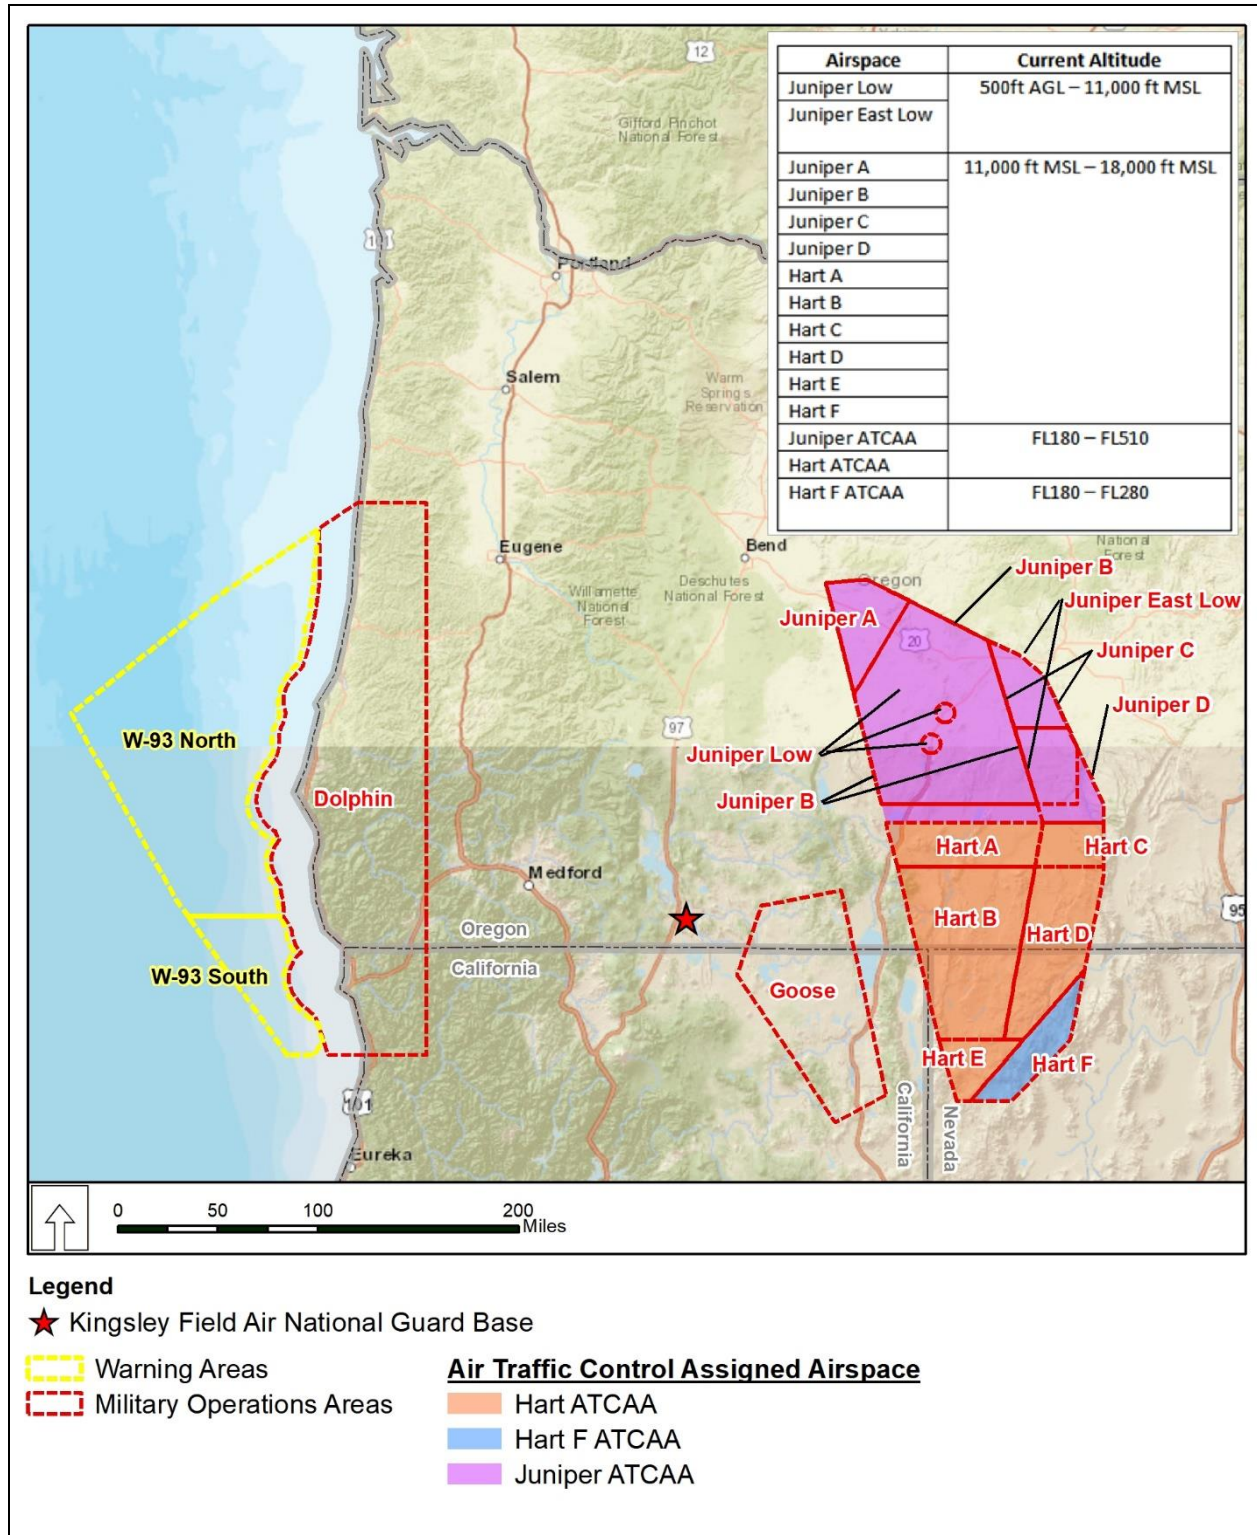 12
Gifford Pinchot
National Forest
Airspace
Current Altitude
Juniper Low
500ft AGL – 11,000 ft MSL
Juniper East Low
Juniper A
11,000 ft MSL – 18,000 ft MSL
Juniper B
Juniper C
Juniper D
Hart A
Hart B
Hart C
Hart D
Hart E
Hart F
Juniper ATCAA
FL180 – FL510
Hart ATCAA
Hart F ATCAA
FL180 – FL280
101
Portland
Salem
Warm
Springs
Reservation
Eugene
Bend
National
Forest
Willamette
National
Forest
Deschutes
National Forest
Oregon
20
Juniper B
Juniper East Low
Juniper A
Juniper C
Juniper D
W-93 North
97
Juniper Low
Juniper B
Dolphin
Hart A
Hart C
Medford
Hart B
Hart D
95
Oregon
California
W-93 South
Goose
Hart E
Hart F
California
Nevada
101
Eureka
0
50
100
200
Miles
Legend
Kingsley Field Air National Guard Base
Warning Areas
Military Operations Areas
Air Traffic Control Assigned Airspace
Hart ATCAA
Hart F ATCAA
Juniper ATCAA